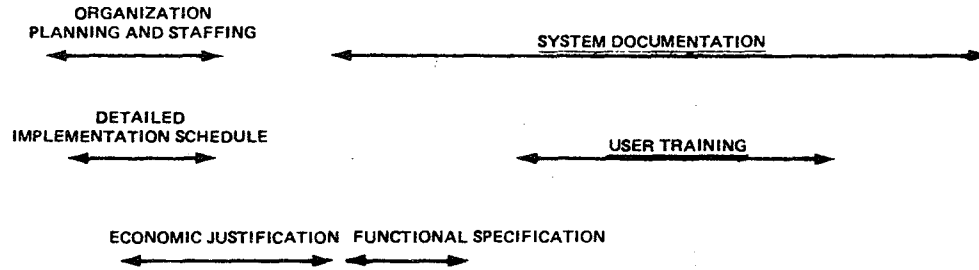 ORGANIZATION
PLANNING AND STAFFING
SYSTEM DOCUMENTATION
DETAILED
IMPLEMENTATION SCHEDULE
USER TRAINING
ECONOMIC JUSTIFICATION FUNCTIONAL SPECIFICATION